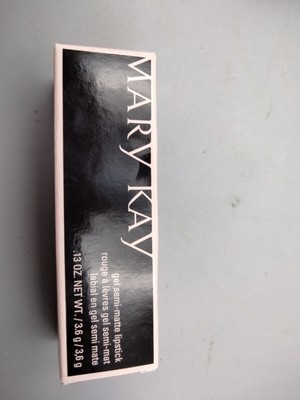 MARY KAY
gel semi-matte lipstick
rouge à lèvres gel semi-mat
labial en gel semi mate
.13 OZ. NET WT. / 3.6 g / 3,6 g